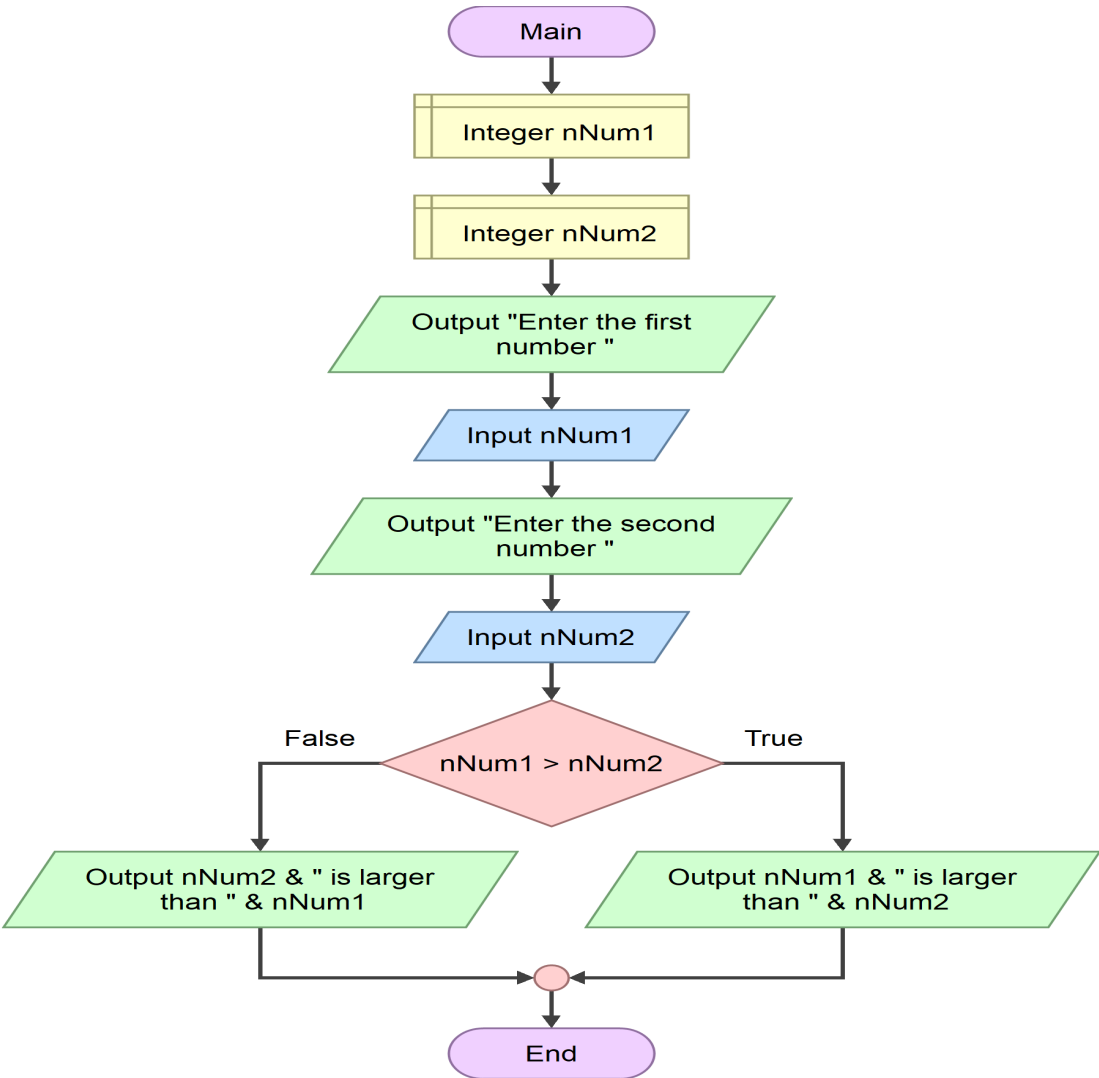 Main
Integer nNum1
Integer nNum2
Output "Enter the first
number "
Input nNum1
Output "Enter the second
number "
Input nNum2
False
True
nNum1 > nNum2
Output nNum2 & " is larger
than " & nNum1
Output nNum1 & " is larger
than " & nNum2
End